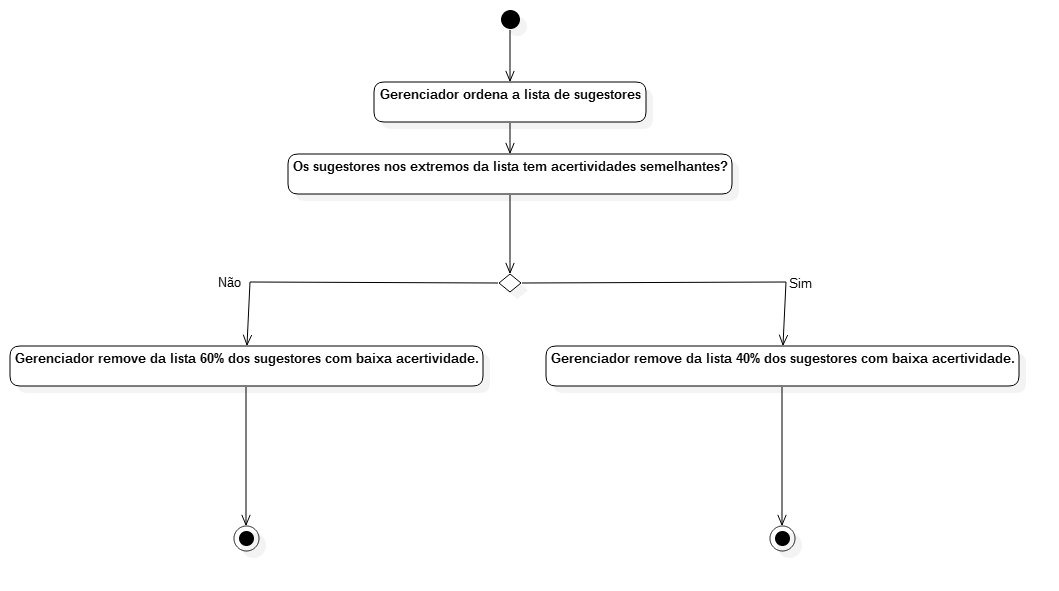 Gerenciador ordena a lista de sugestores
Os sugestores nos extremos da lista tem acertividades semelhantes?
Não
Sim
Gerenciador remove da lista 60% dos sugestores com baixa acertividade.
Gerenciador remove da lista 40% dos sugestores com baixa acertividade.